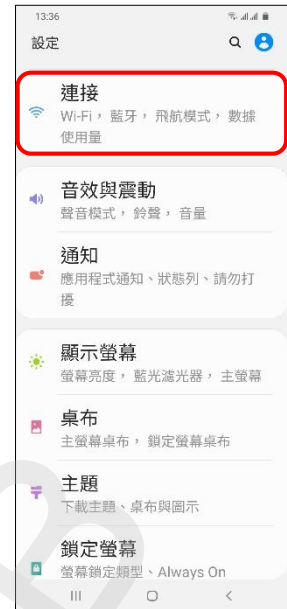 13:36
設定
連接
Wi-Fi， 藍牙， 飛航模式， 數據
使用量
音效與震動
聲音模式， 鈴聲， 音量
通知
應用程式通知、狀態列、請勿打
擾
顯示螢幕
螢幕亮度， 藍光濾光器， 主螢幕
桌布
主螢幕桌布， 鎖定螢幕桌布
主題
下載主題、桌布與圖示
鎖定螢幕
螢幕鎖定類型、Always On